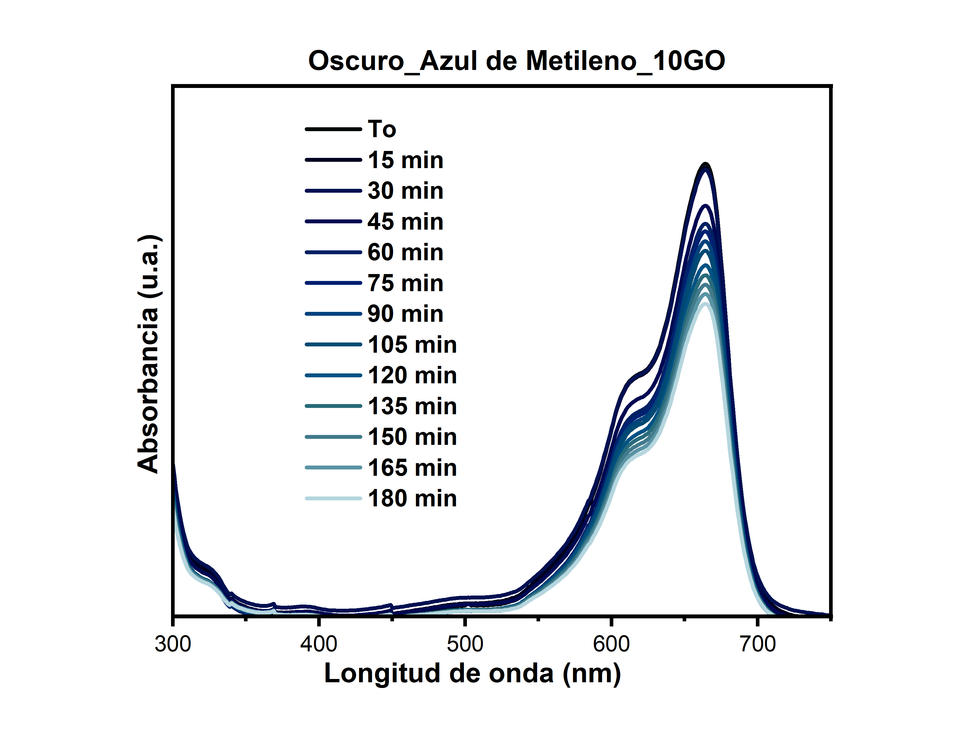 Oscuro_Azul de Metileno_10GO
To
15 min
30 min
45 min
60 min
75 min
90 min
105 min
120 min
135 min
150 min
165 min
180 min
Absorbancia (u.a.)
300 400 500 600 700
Longitud de onda (nm)